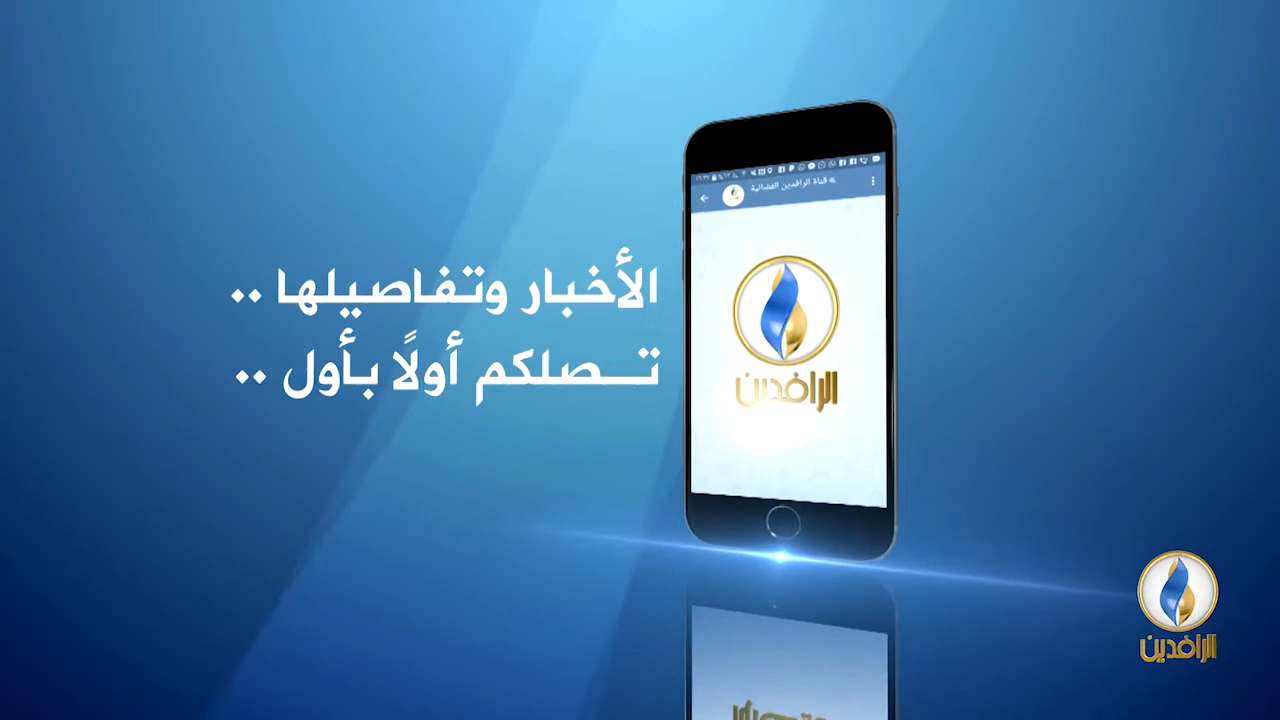 قناة الرافدين الفضائية
الأخبار وتفاصيلها ..
تـــصلكم أولًا بأول ..
الرافدين
الرافدين